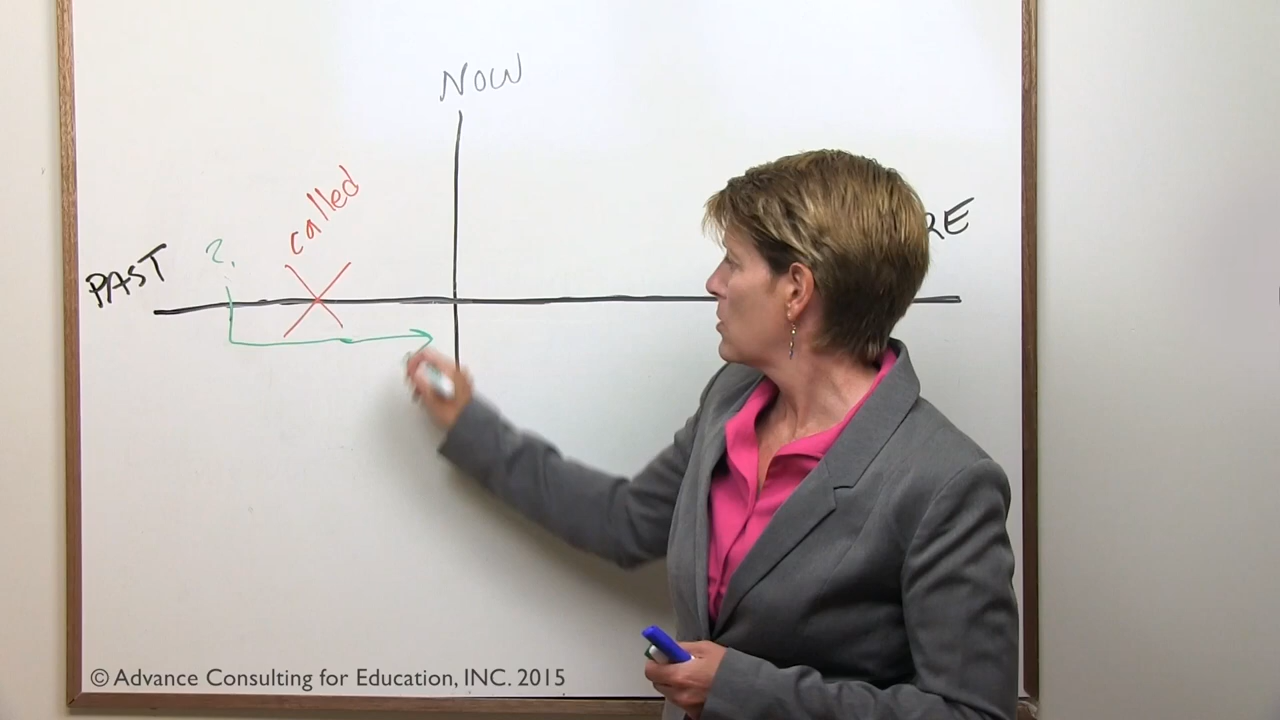 NOW
called
?
PAST
RE
© Advance Consulting for Education, INC. 2015